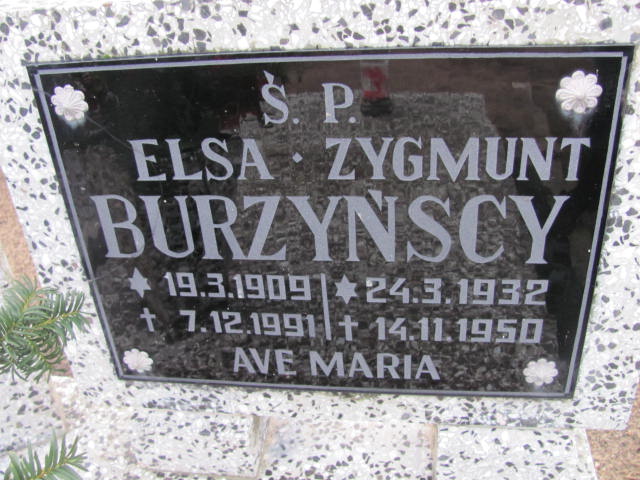 Ś. P.
ELSA · ZYGMUNT
BURZYŃSCY
* 19.3.1909 | * 24.3.1932
† 7.12.1991 | † 14.11.1950
AVE MARIA